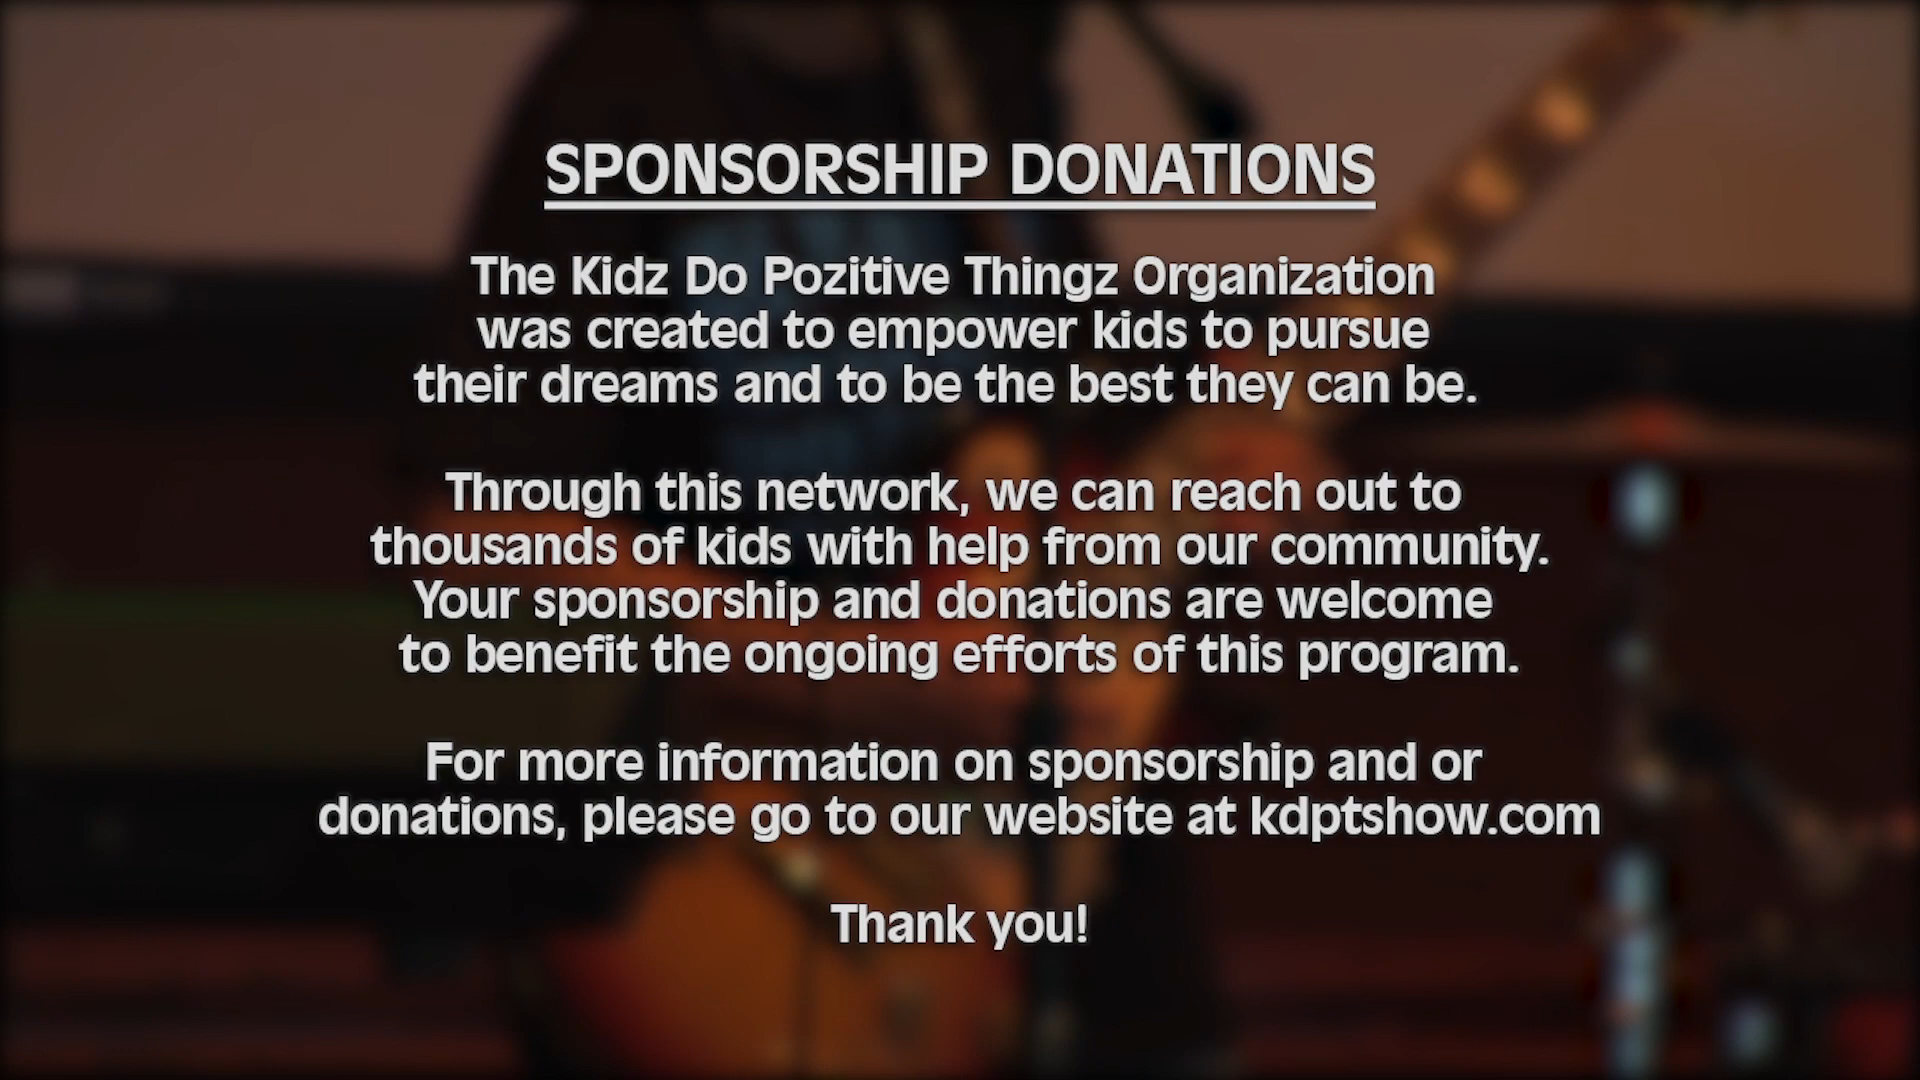 SPONSORSHIP DONATIONS
The Kidz Do Pozitive Thingz Organization
was created to empower kids to pursue
their dreams and to be the best they can be.
Through this network, we can reach out to
thousands of kids with help from our community.
Your sponsorship and donations are welcome
to benefit the ongoing efforts of this program.
For more information on sponsorship and or
donations, please go to our website at kdptshow.com
Thank you!